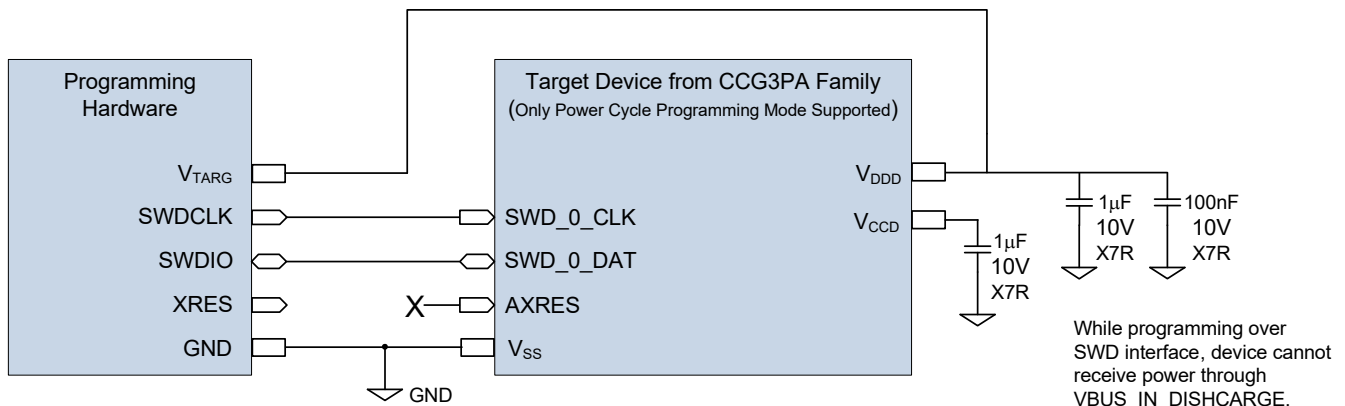 Programming
Hardware
VTARG
SWDCLK
SWDIO
XRES
GND
GND
Target Device from CCG3PA Family
(Only Power Cycle Programming Mode Supported)
SWD_0_CLK
SWD_0_DAT
X
AXRES
VSS
VDDD
VCCD
1µF
10V
X7R
1µF
10V
X7R
100nF
10V
X7R
While programming over
SWD interface, device cannot
receive power through
VBUS_IN_DISHCARGE.